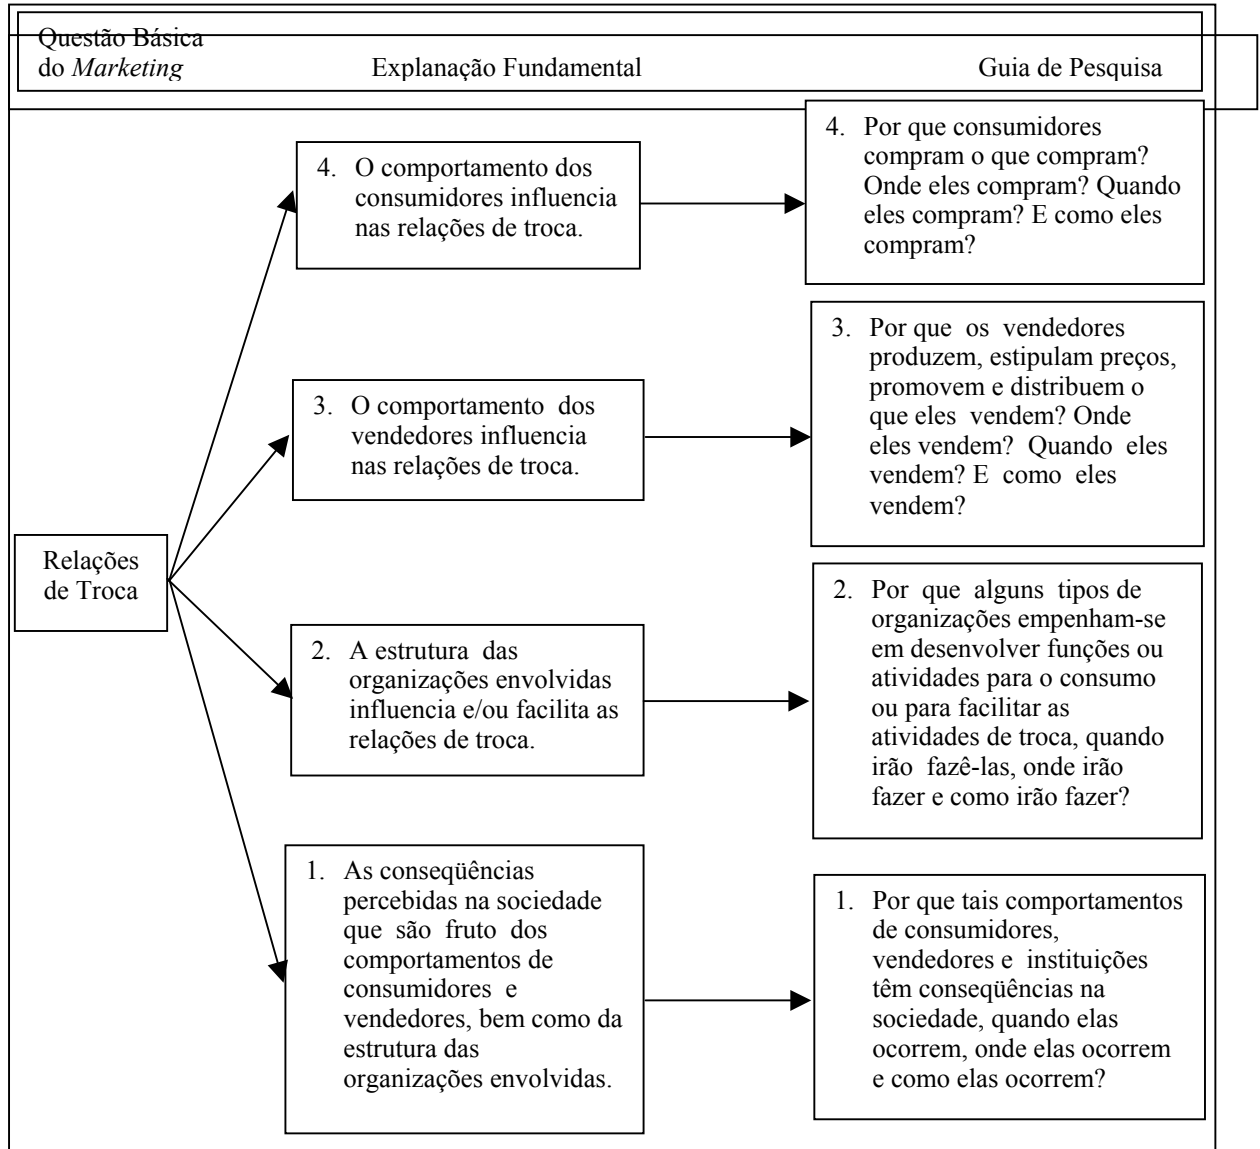 Questão Básica
do Marketing
Explanação Fundamental
Guia de Pesquisa
4. O comportamento dos
consumidores influencia
nas relações de troca.
4. Por que consumidores
compram o que compram?
Onde eles compram? Quando
eles compram? E como eles
compram?
3. O comportamento dos
vendedores influencia
nas relações de troca.
3. Por que os vendedores
produzem, estipulam preços,
promovem e distribuem o
que eles vendem? Onde
eles vendem? Quando eles
vendem? E como eles
vendem?
Relações
de Troca
2. A estrutura das
organizações envolvidas
influencia e/ou facilita as
relações de troca.
2. Por que alguns tipos de
organizações empenham-se
em desenvolver funções ou
atividades para o consumo
ou para facilitar as
atividades de troca, quando
irão fazê-las, onde irão
fazer e como irão fazer?
1. As conseqüências
percebidas na sociedade
que são fruto dos
comportamentos de
consumidores e
vendedores, bem como da
estrutura das
organizações envolvidas.
1. Por que tais comportamentos
de consumidores,
vendedores e instituições
têm conseqüências na
sociedade, quando elas
ocorrem, onde elas ocorrem
e como elas ocorrem?